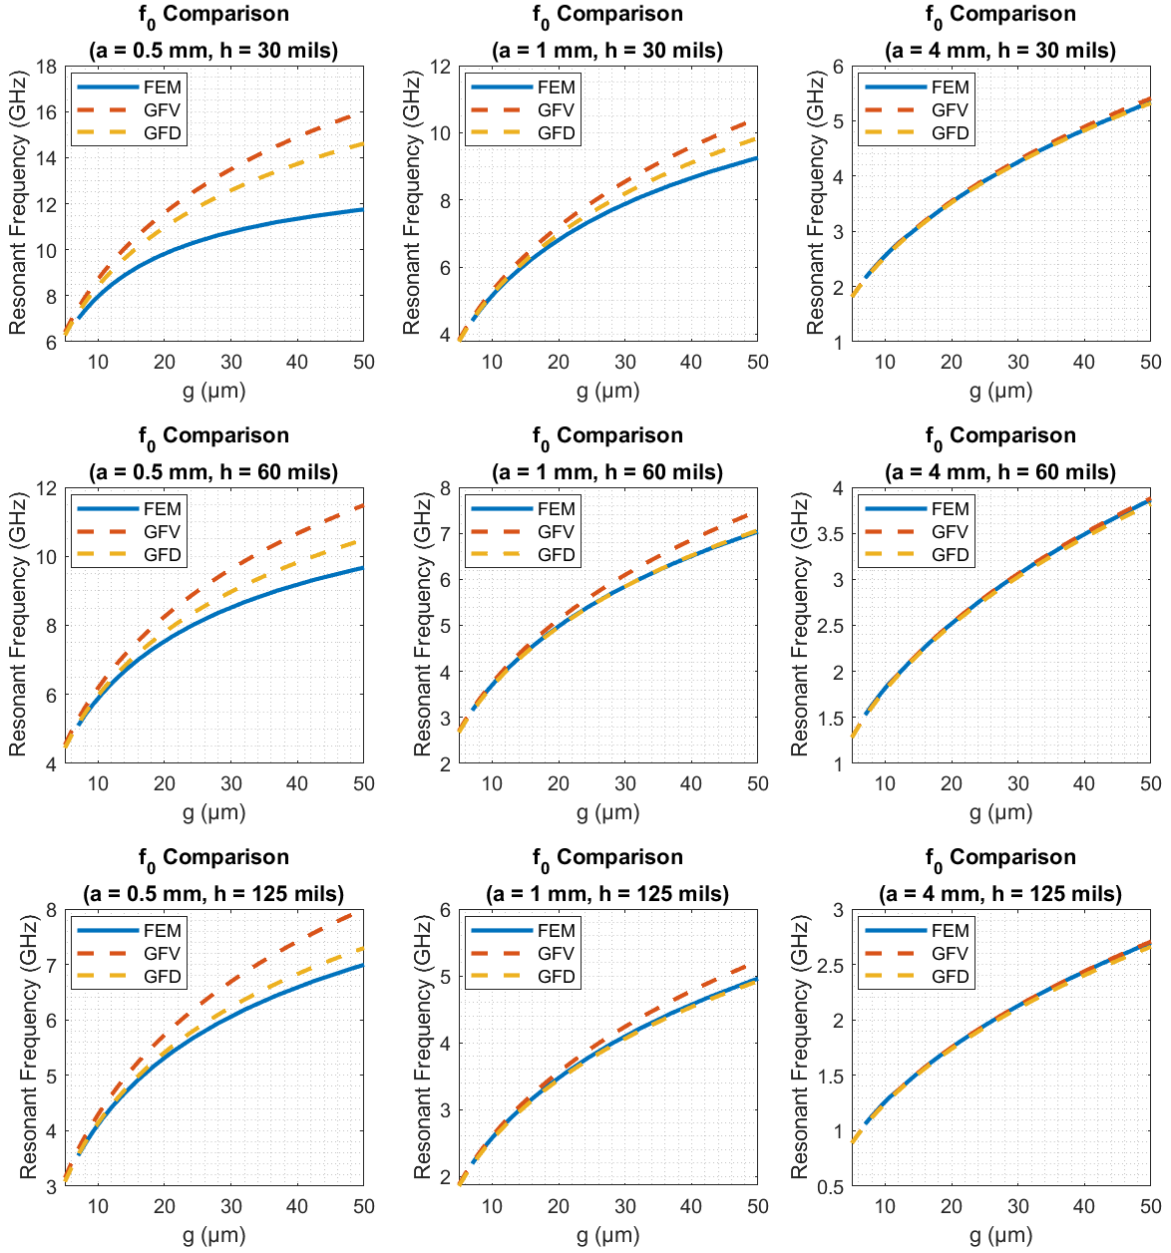 f0 Comparison
(a = 0.5 mm, h = 30 mils)
Resonant Frequency (GHz)
18
16
14
12
10
8
6
FEM
GFV
GFD
10 20 30 40 50
g (µm)
f0 Comparison
(a = 1 mm, h = 30 mils)
Resonant Frequency (GHz)
12
10
8
6
4
FEM
GFV
GFD
10 20 30 40 50
g (µm)
f0 Comparison
(a = 4 mm, h = 30 mils)
Resonant Frequency (GHz)
6
5
4
3
2
1
FEM
GFV
GFD
10 20 30 40 50
g (µm)
f0 Comparison
(a = 0.5 mm, h = 60 mils)
Resonant Frequency (GHz)
12
10
8
6
4
FEM
GFV
GFD
10 20 30 40 50
g (µm)
f0 Comparison
(a = 1 mm, h = 60 mils)
Resonant Frequency (GHz)
8
7
6
5
4
3
2
FEM
GFV
GFD
10 20 30 40 50
g (µm)
f0 Comparison
(a = 4 mm, h = 60 mils)
Resonant Frequency (GHz)
4
3.5
3
2.5
2
1.5
1
FEM
GFV
GFD
10 20 30 40 50
g (µm)
f0 Comparison
(a = 0.5 mm, h = 125 mils)
Resonant Frequency (GHz)
8
7
6
5
4
3
FEM
GFV
GFD
10 20 30 40 50
g (µm)
f0 Comparison
(a = 1 mm, h = 125 mils)
Resonant Frequency (GHz)
6
5
4
3
2
FEM
GFV
GFD
10 20 30 40 50
g (µm)
f0 Comparison
(a = 4 mm, h = 125 mils)
Resonant Frequency (GHz)
3
2.5
2
1.5
1
0.5
FEM
GFV
GFD
10 20 30 40 50
g (µm)